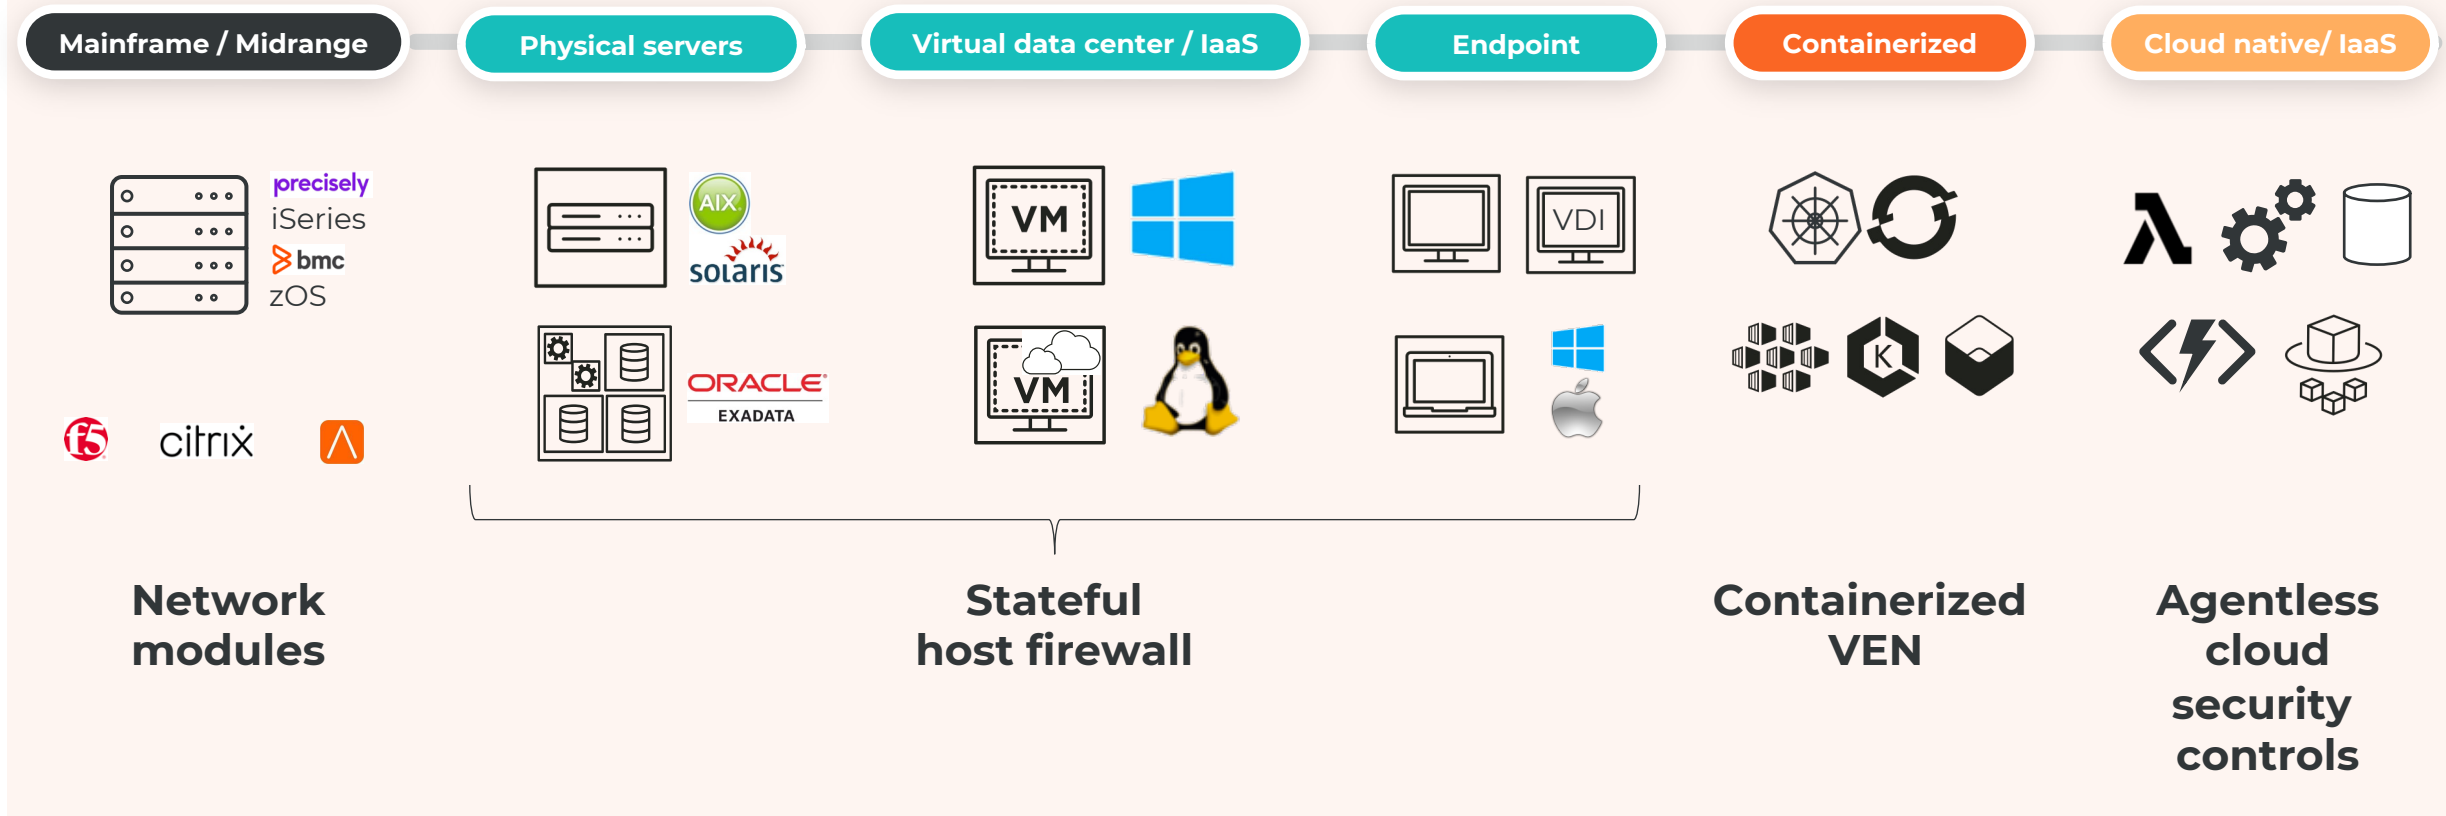 Mainframe / Midrange
Physical servers
Virtual data center / IaaS
Endpoint
Containerized
Cloud native/ IaaS
precisely
iSeries
bmc
zOS
f5
citrix
AIX
solaris
ORACLE
EXADATA
VM
VM
VDI
K
Network
modules
Stateful
host firewall
Containerized
VEN
Agentless
cloud
security
controls